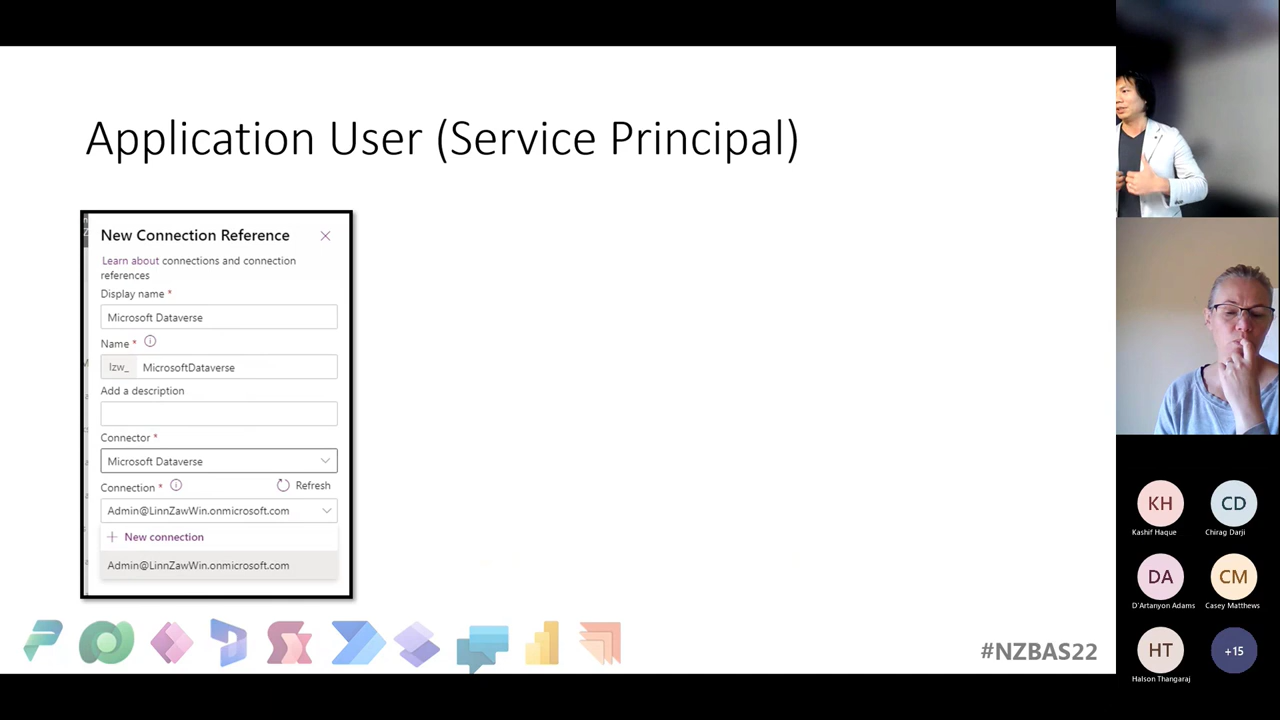 Application User (Service Principal)
New Connection Reference
Learn about connections and connection
references
Display name *
Microsoft Dataverse
Name *
lzw_ MicrosoftDataverse
Add a description
Connector *
Microsoft Dataverse
Connection * Refresh
Admin@LinnZawWin.onmicrosoft.com
+ New connection
Admin@LinnZawWin.onmicrosoft.com
#NZBAS22
KH
Kashif Haque
CD
Chirag Darji
DA
D'Artanyon Adams
CM
Casey Matthews
HT
Halson Thangaraj
+15